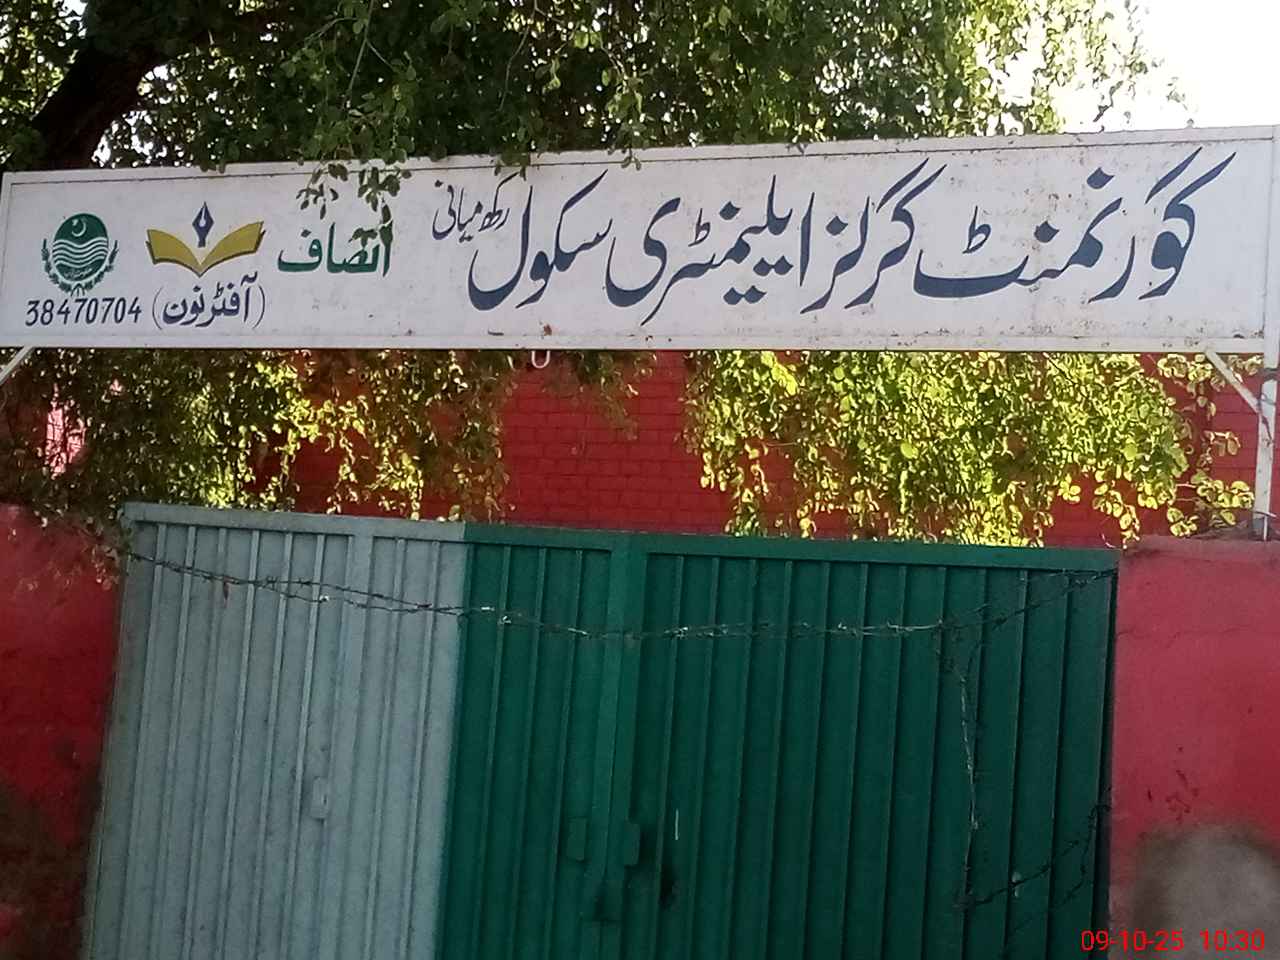 گورنمنٹ گرلز ایلیمنٹری سکول رکھ میانی
انصاف
(آفٹرنون) 38470704
09-10-25 10:30